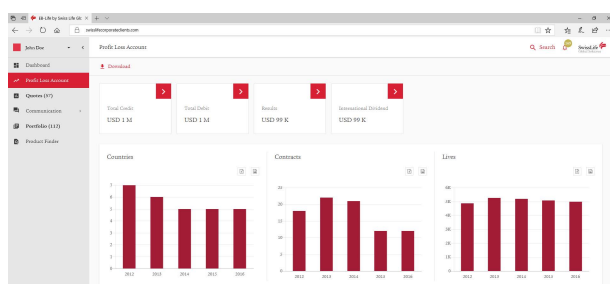 EB-Life by Swiss Life Glo
swisslifecorporateclients.com
John Doe
Profit Loss Account
Search
SwissLife
Dashboard
Download
Profit Loss Account
Quotes (57)
Communication
Portfolio (112)
Product Finder
Total Credit
USD 1 M
Total Debit
USD 1 M
Results
USD 99 K
International Dividend
USD 99 K
Countries
7
6
5
4
3
2
1
0
2012 2013 2014 2015 2016
Contracts
25
20
15
10
5
0
2012 2013 2014 2015 2016
Lives
6K
5K
4K
3K
2K
1K
0
2012 2013 2014 2015 2016